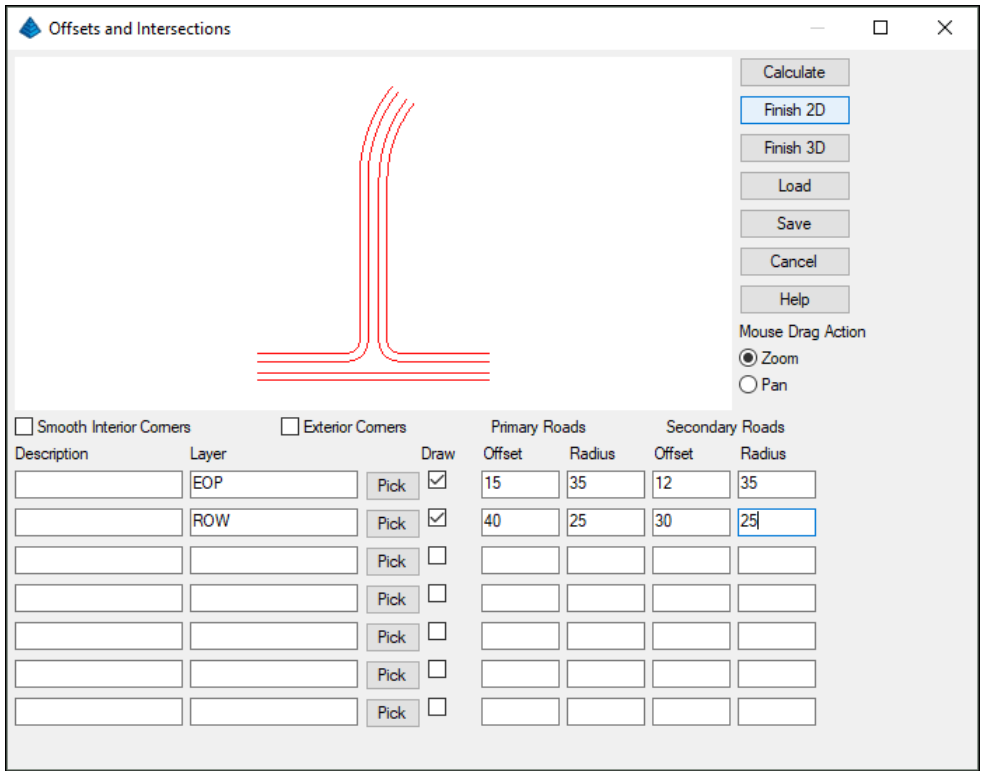 Offsets and Intersections
Calculate
Finish 2D
Finish 3D
Load
Save
Cancel
Help
Mouse Drag Action
Zoom
Pan
Smooth Interior Corners Exterior Corners Primary Roads Secondary Roads
Description Layer Draw Offset Radius Offset Radius
EOP Pick 15 35 12 35
ROW Pick 40 25 30 25
Pick
Pick
Pick
Pick
Pick